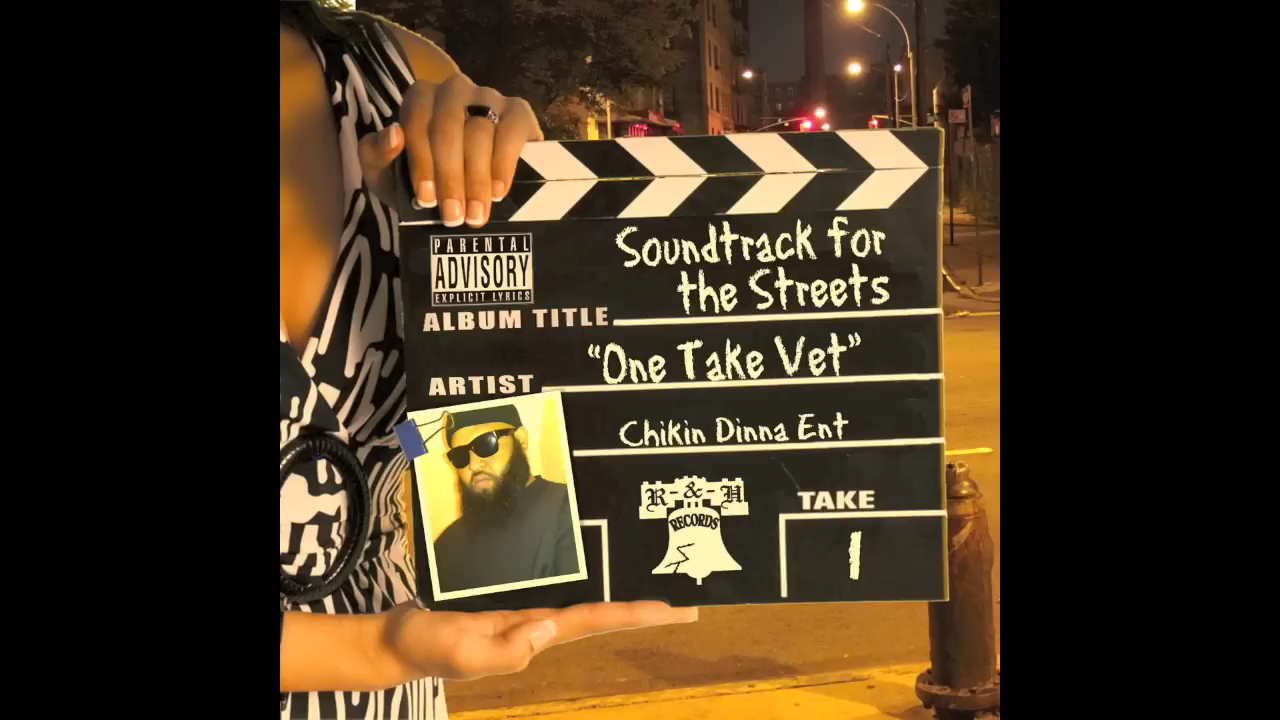 PARENTAL
ADVISORY
EXPLICIT LYRICS
Soundtrack for
the Streets
ALBUM TITLE
"One Take Vet"
ARTIST
Chikin Dinna Ent
R-&-H
RECORDS
TAKE
1